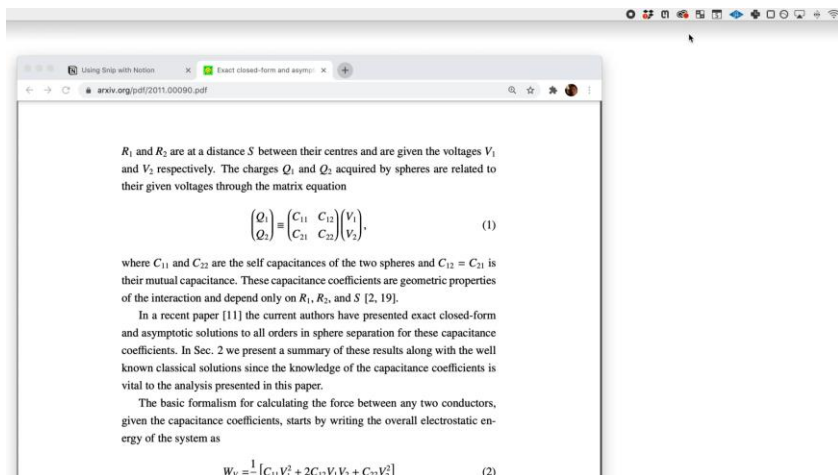 Using Snip with Notion
Exact closed-form and asymp
arxiv.org/pdf/2011.00090.pdf
R₁ and R₂ are at a distance S between their centres and are given the voltages V₁
and V₂ respectively. The charges Q₁ and Q₂ acquired by spheres are related to
their given voltages through the matrix equation
(Q₁ Q₂) ≡ (C₁₁ C₁₂ C₂₁ C₂₂)(V₁ V₂), (1)
where C₁₁ and C₂₂ are the self capacitances of the two spheres and C₁₂ = C₂₁ is
their mutual capacitance. These capacitance coefficients are geometric properties
of the interaction and depend only on R₁, R₂, and S [2, 19].
In a recent paper [11] the current authors have presented exact closed-form
and asymptotic solutions to all orders in sphere separation for these capacitance
coefficients. In Sec. 2 we present a summary of these results along with the well
known classical solutions since the knowledge of the capacitance coefficients is
vital to the analysis presented in this paper.
The basic formalism for calculating the force between any two conductors,
given the capacitance coefficients, starts by writing the overall electrostatic en-
ergy of the system as
W_V = 1/2 [C₁₁V₁² + 2C₁₂V₁V₂ + C₂₂V₂²] (2)